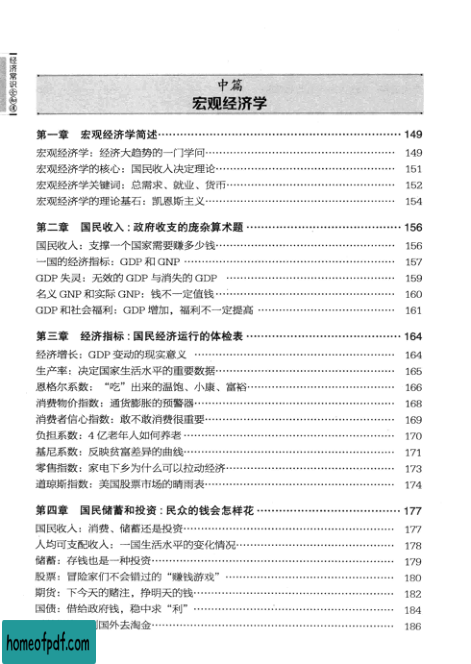 经济常识全知道
中篇
宏观经济学
第一章 宏观经济学简述 149
宏观经济学：经济大趋势的一门学问 149
宏观经济学的核心：国民收入决定理论 151
宏观经济学关键词：总需求、就业、货币 152
宏观经济学的理论基石：凯恩斯主义 154
第二章 国民收入：政府收支的庞杂算术题 156
国民收入：支撑一个国家需要赚多少钱 156
一国的经济指标：GDP 和 GNP 157
GDP 失灵：无效的 GDP 与消失的 GDP 159
名义 GNP 和实际 GNP：钱不一定值钱 160
GDP 和社会福利：GDP 增加，福利不一定提高 161
第三章 经济指标：国民经济运行的体检表 164
经济增长：GDP 变动的现实意义 164
生产率：决定国家生活水平的重要数据 165
恩格尔系数：“吃”出来的温饱、小康、富裕 166
消费物价指数：通货膨胀的预警器 168
消费者信心指数：敢不敢消费很重要 169
负担系数：4 亿老年人如何养老 170
基尼系数：反映贫富差异的曲线 171
零售指数：家电下乡为什么可以拉动经济 173
道琼斯指数：美国股票市场的晴雨表 174
第四章 国民储蓄和投资：民众的钱会怎样花 177
国民收入：消费、储蓄还是投资 177
人均可支配收入：一国生活水平的变化情况 178
储蓄：存钱也是一种投资 179
股票：冒险家们不会错过的“赚钱游戏” 180
期货：下今天的赌注，挣明天的钱 182
国债：借给政府钱，稳中求“利” 184
国外去淘金 186
homeofpdf.com